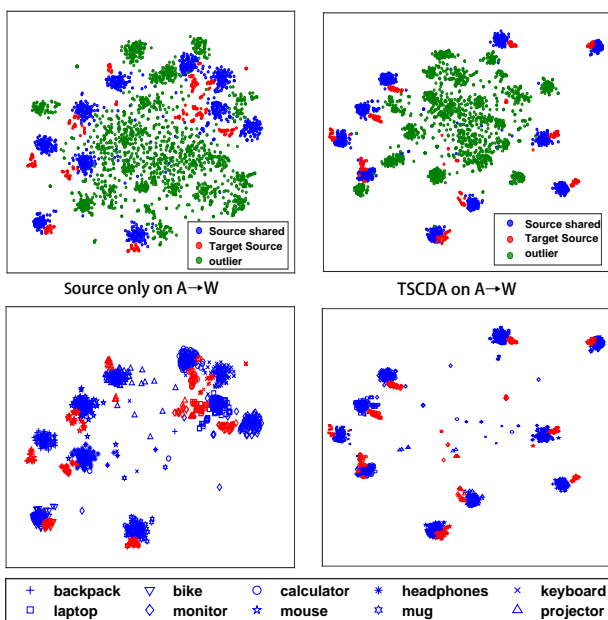 Source shared
Target Source
outlier
Source shared
Target Source
outlier
Source only on A→W
TSCDA on A→W
backpack bike calculator headphones keyboard
laptop monitor mouse mug projector